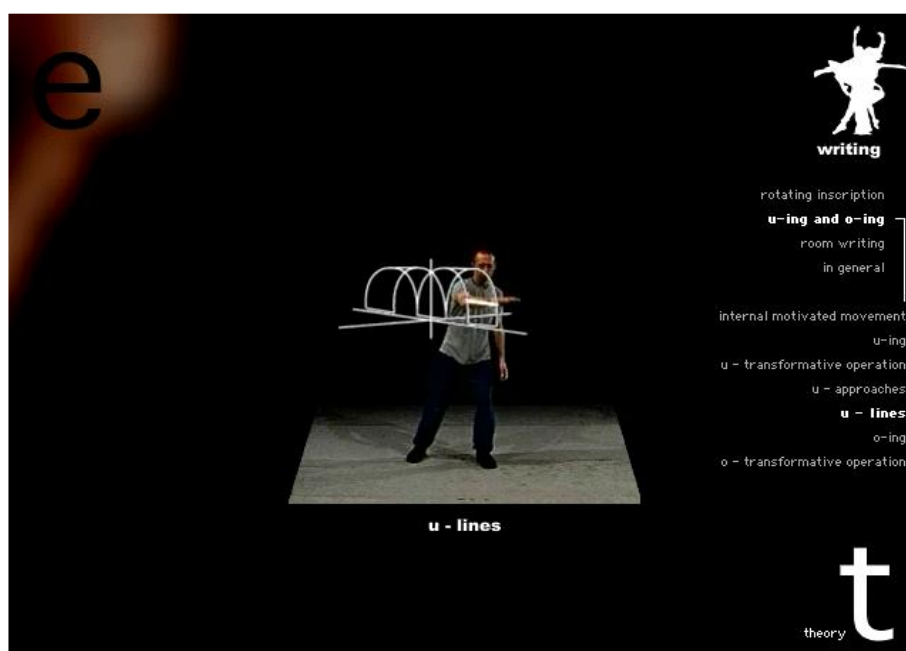 e
writing
rotating inscription
u-ing and o-ing
room writing
in general
internal motivated movement
u-ing
u - transformative operation
u - approaches
u - lines
o-ing
o - transformative operation
u - lines
theory t